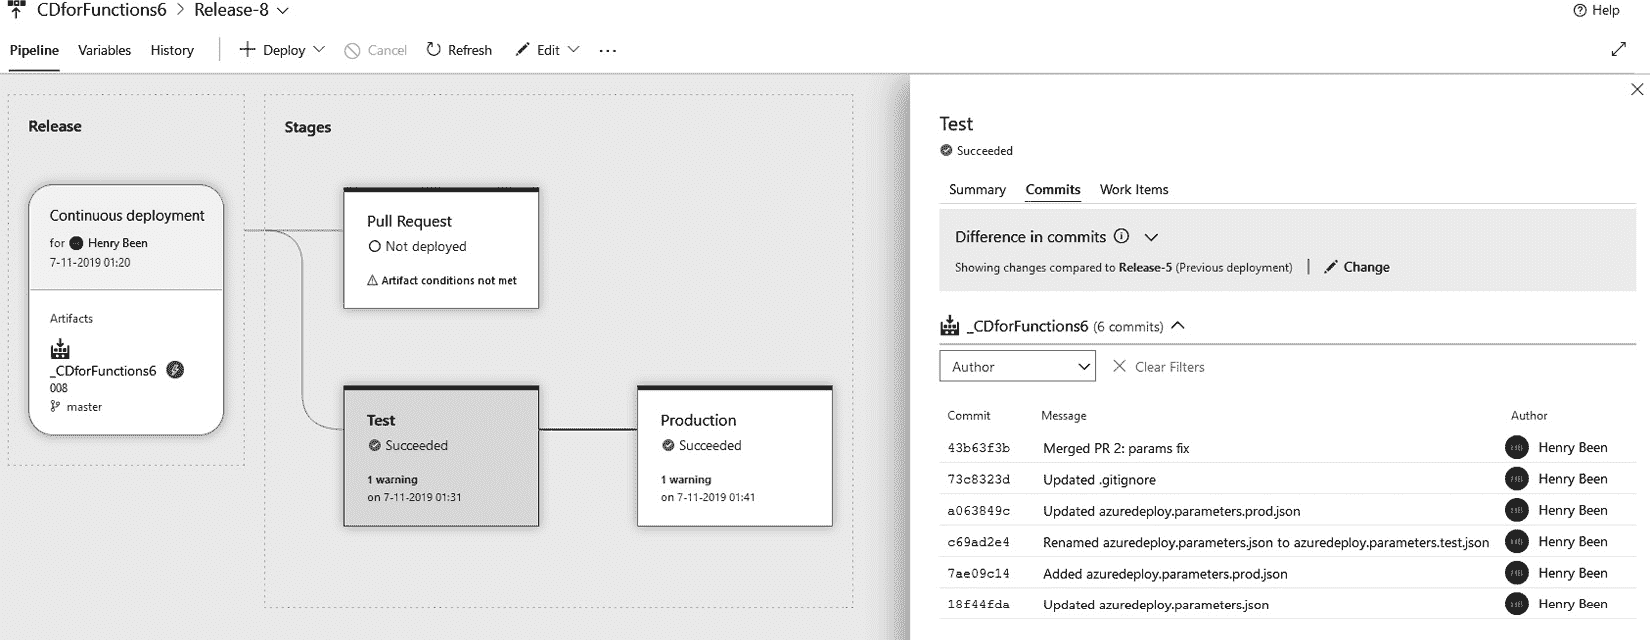 CDforFunctions6 > Release-8
Help
Pipeline Variables History Deploy Cancel Refresh Edit ...
Release
Continuous deployment
for Henry Been
7-11-2019 01:20
Artifacts
_CDforFunctions6
008
master
Stages
Pull Request
Not deployed
Artifact conditions not met
Test
Succeeded
1 warning
on 7-11-2019 01:31
Production
Succeeded
1 warning
on 7-11-2019 01:41
Test
Succeeded
Summary Commits Work Items
Difference in commits
Showing changes compared to Release-5 (Previous deployment) | Change
_CDforFunctions6 (6 commits)
Author Clear Filters
Commit Message Author
43b63f3b Merged PR 2: params fix Henry Been
73c8323d Updated .gitignore Henry Been
a063849c Updated azuredeploy.parameters.prod.json Henry Been
c69ad2e4 Renamed azuredeploy.parameters.json to azuredeploy.parameters.test.json Henry Been
7ae09c14 Added azuredeploy.parameters.prod.json Henry Been
18f44fda Updated azuredeploy.parameters.json Henry Been